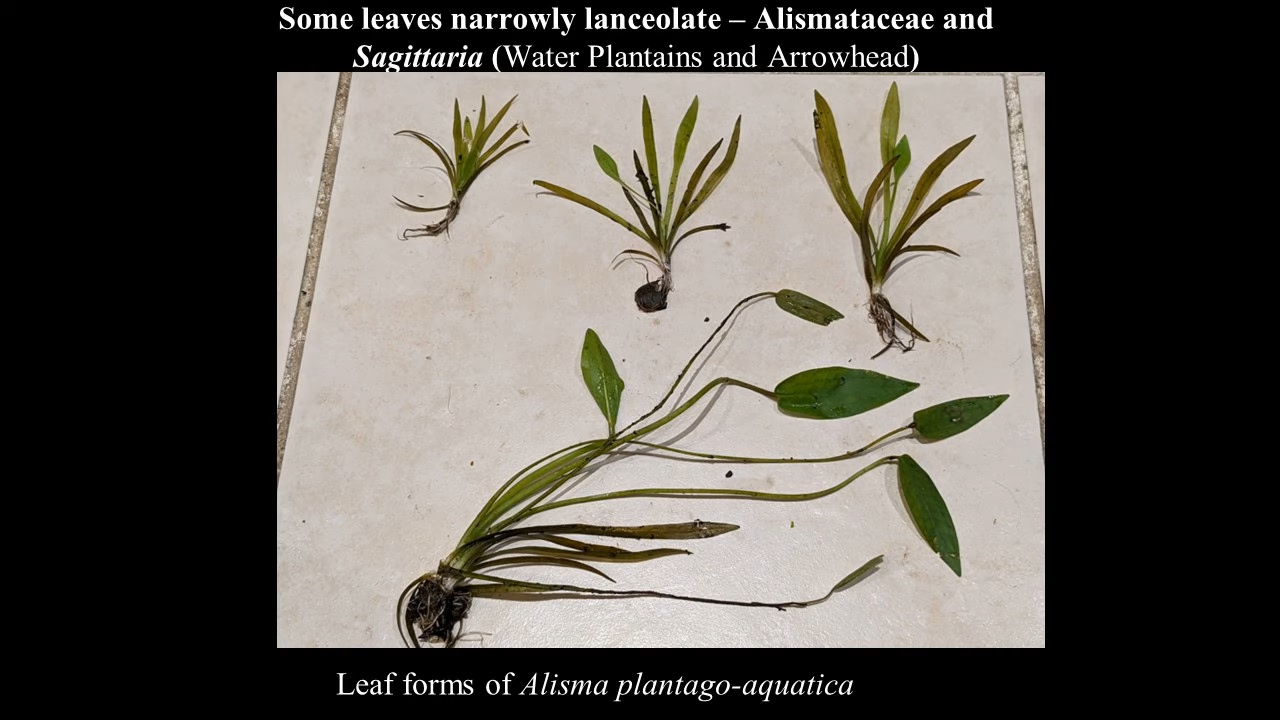 Some leaves narrowly lanceolate – Alismataceae and
Sagittaria (Water Plantains and Arrowhead)
Leaf forms of Alisma plantago-aquatica